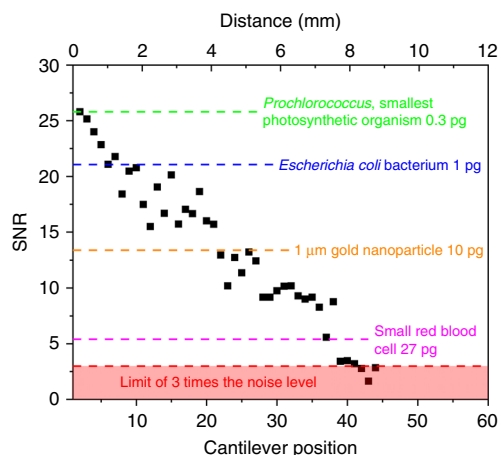 Distance (mm)
0 2 4 6 8 10 12
30
25
20
15
10
5
0
SNR
Prochlorococcus, smallest
photosynthetic organism 0.3 pg
Escherichia coli bacterium 1 pg
1 µm gold nanoparticle 10 pg
Small red blood
cell 27 pg
Limit of 3 times the noise level
10 20 30 40 50 60
Cantilever position